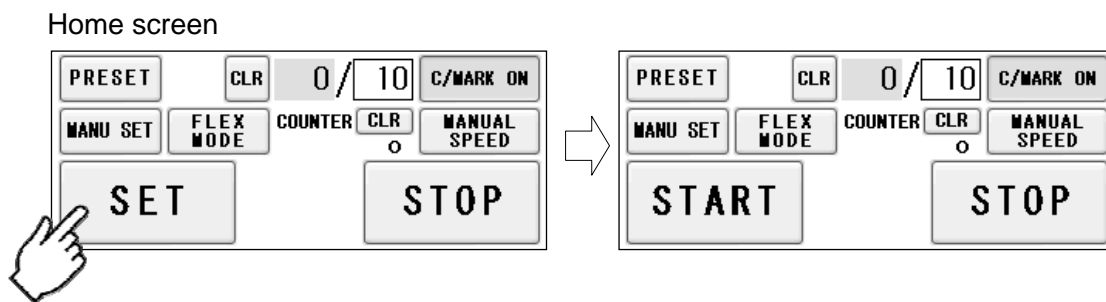 Home screen
PRESET CLR 0/10 C/MARK ON
MANU SET FLEX MODE COUNTER CLR 0 MANUAL SPEED
SET STOP
PRESET CLR 0/10 C/MARK ON
MANU SET FLEX MODE COUNTER CLR 0 MANUAL SPEED
START STOP